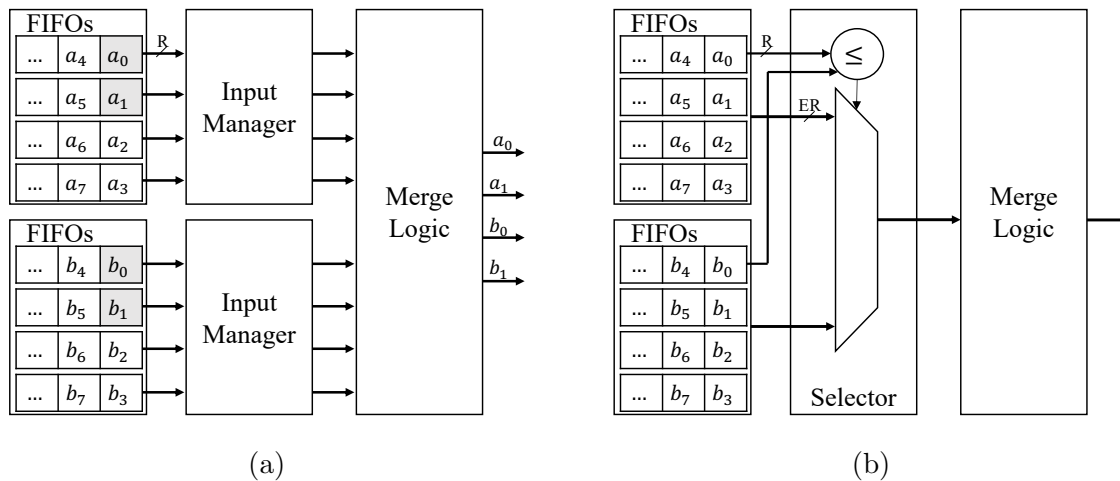 FIFOs
... a₄ a₀
... a₅ a₁
... a₆ a₂
... a₇ a₃
R
Input
Manager
FIFOs
... b₄ b₀
... b₅ b₁
... b₆ b₂
... b₇ b₃
Input
Manager
Merge
Logic
a₀
a₁
b₀
b₁
(a)
FIFOs
... a₄ a₀
... a₅ a₁
... a₆ a₂
... a₇ a₃
R
≤
ER
FIFOs
... b₄ b₀
... b₅ b₁
... b₆ b₂
... b₇ b₃
Selector
Merge
Logic
(b)